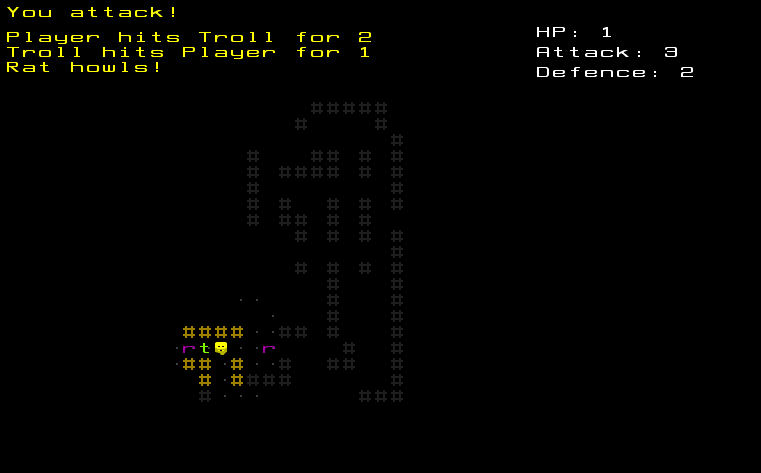 You attack!
Player hits Troll for 2
Troll hits Player for 1
Rat howls!
HP: 1
Attack: 3
Defence: 2